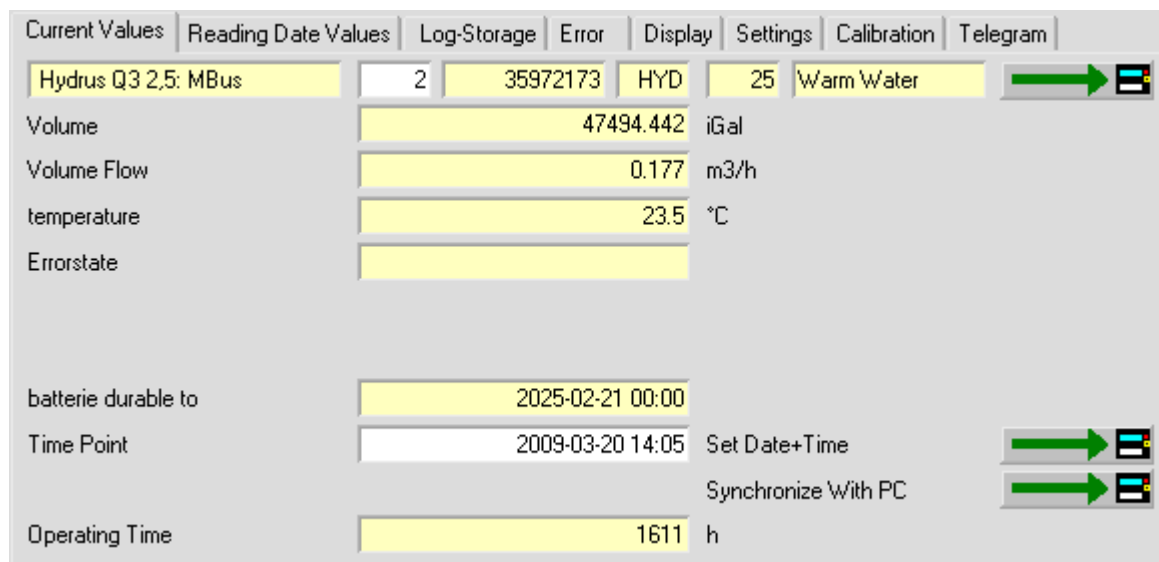 Current Values Reading Date Values Log-Storage Error Display Settings Calibration Telegram
Hydrus Q3 2,5: MBus 2 35972173 HYD 25 Warm Water
Volume 47494.442 iGal
Volume Flow 0.177 m3/h
temperature 23.5 °C
Errorstate
batterie durable to 2025-02-21 00:00
Time Point 2009-03-20 14:05 Set Date+Time
Synchronize With PC
Operating Time 1611 h